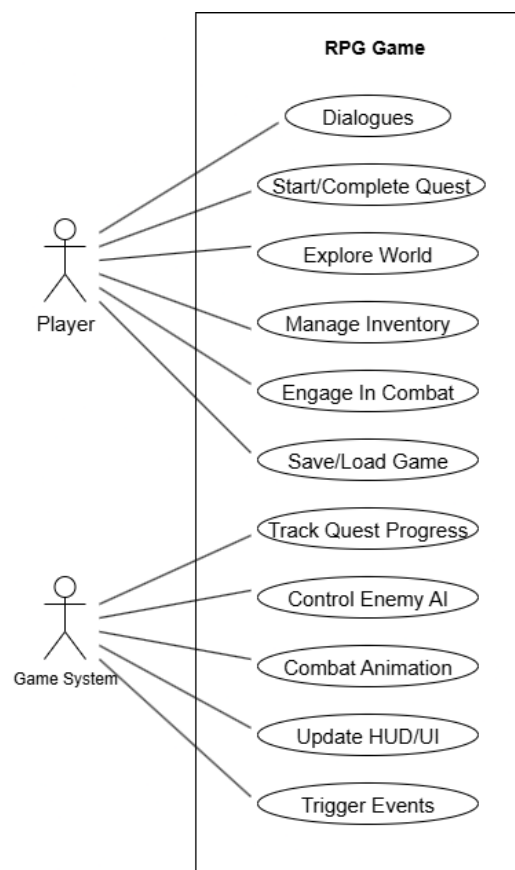 RPG Game
Dialogues
Start/Complete Quest
Explore World
Player
Manage Inventory
Engage In Combat
Save/Load Game
Track Quest Progress
Control Enemy AI
Game System
Combat Animation
Update HUD/UI
Trigger Events